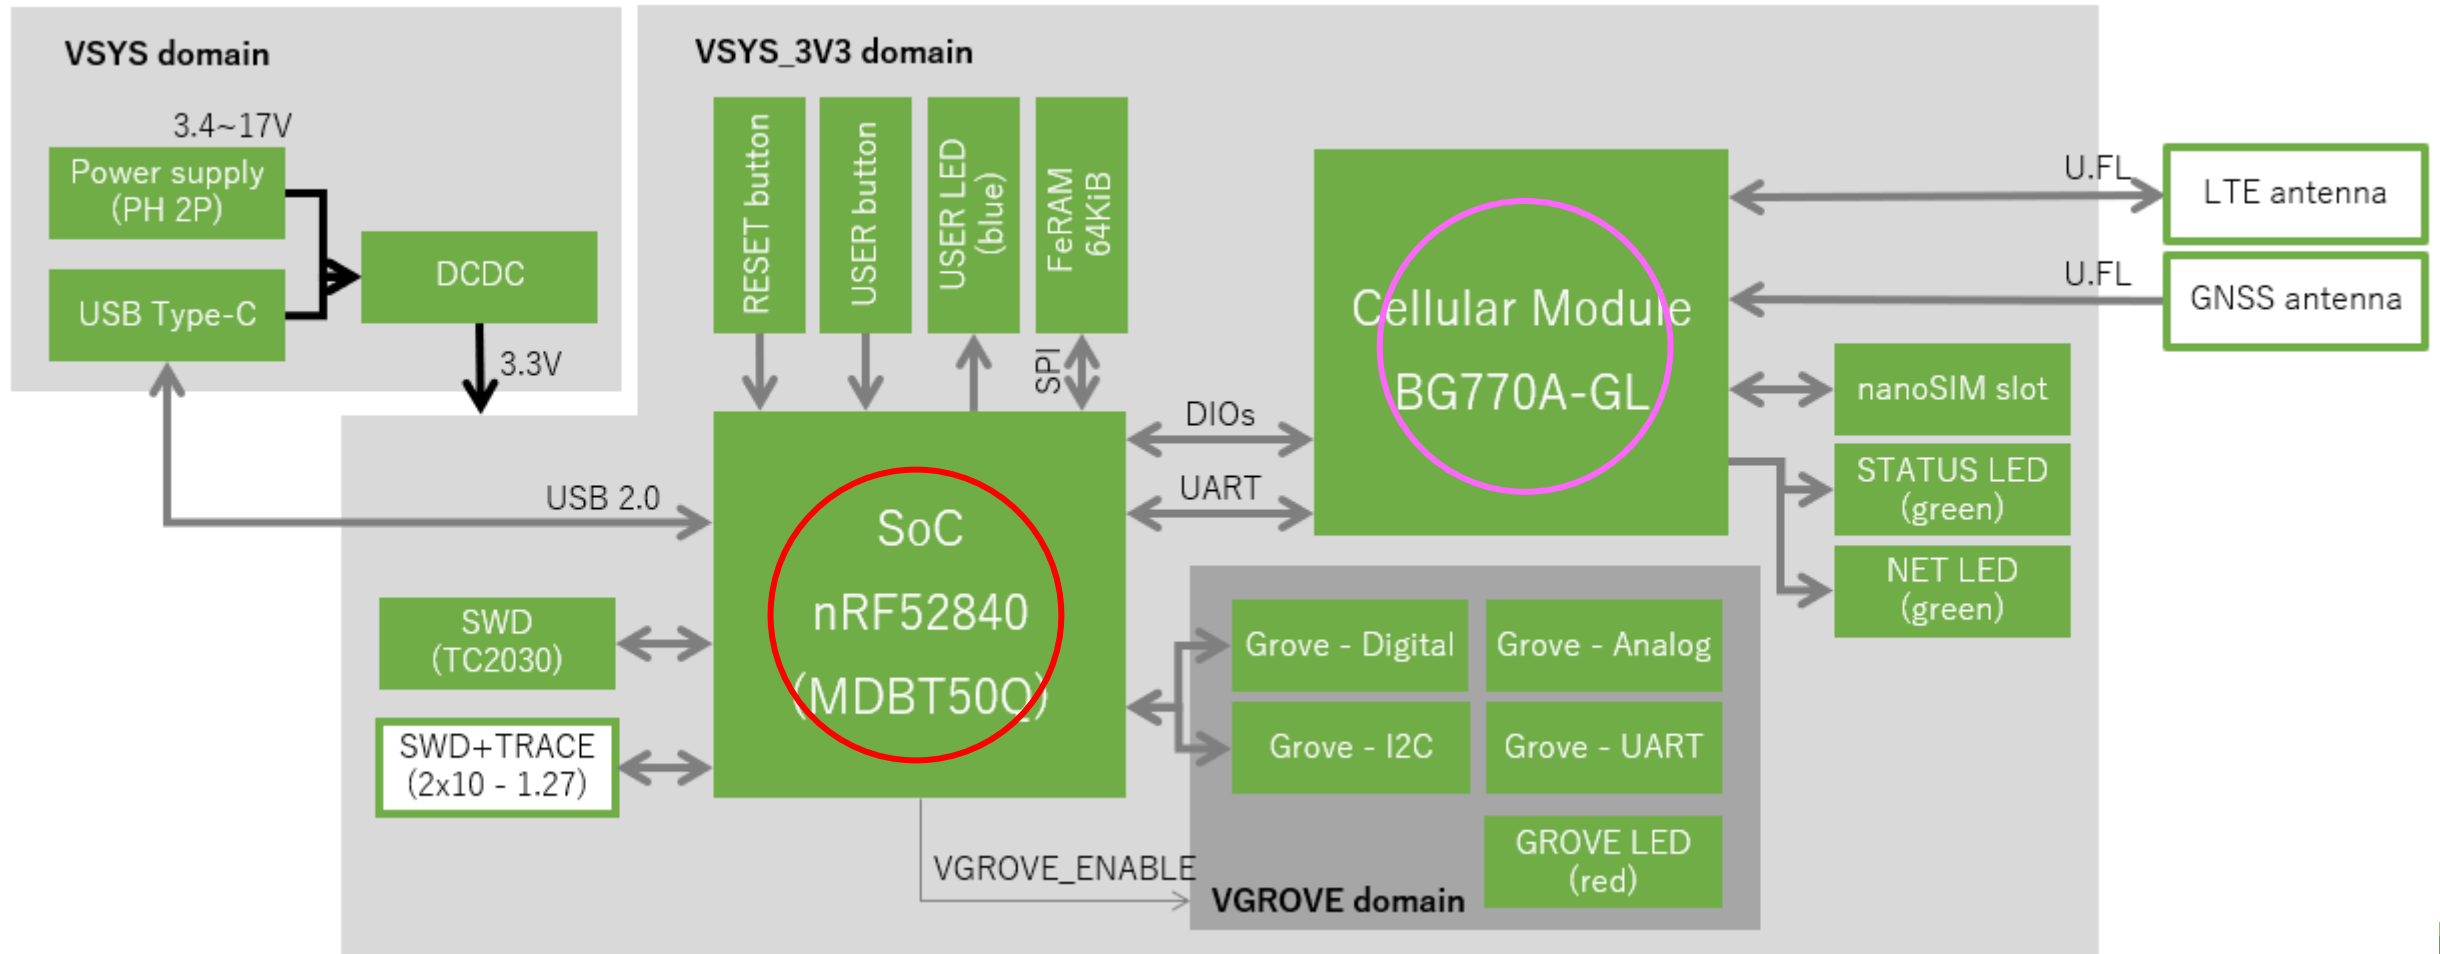 VSYS domain
3.4~17V
Power supply
(PH 2P)
USB Type-C
DCDC
3.3V
VSYS_3V3 domain
RESET button
USER button
USER LED
(blue)
FeRAM
64KiB
SPI
Cellular Module
BG770A-GL
U.FL
LTE antenna
U.FL
GNSS antenna
nanoSIM slot
STATUS LED
(green)
NET LED
(green)
DIOs
UART
USB 2.0
SoC
nRF52840
(MDBT50Q)
SWD
(TC2030)
SWD+TRACE
(2x10 - 1.27)
Grove - Digital
Grove - Analog
Grove - I2C
Grove - UART
GROVE LED
(red)
VGROVE_ENABLE
VGROVE domain